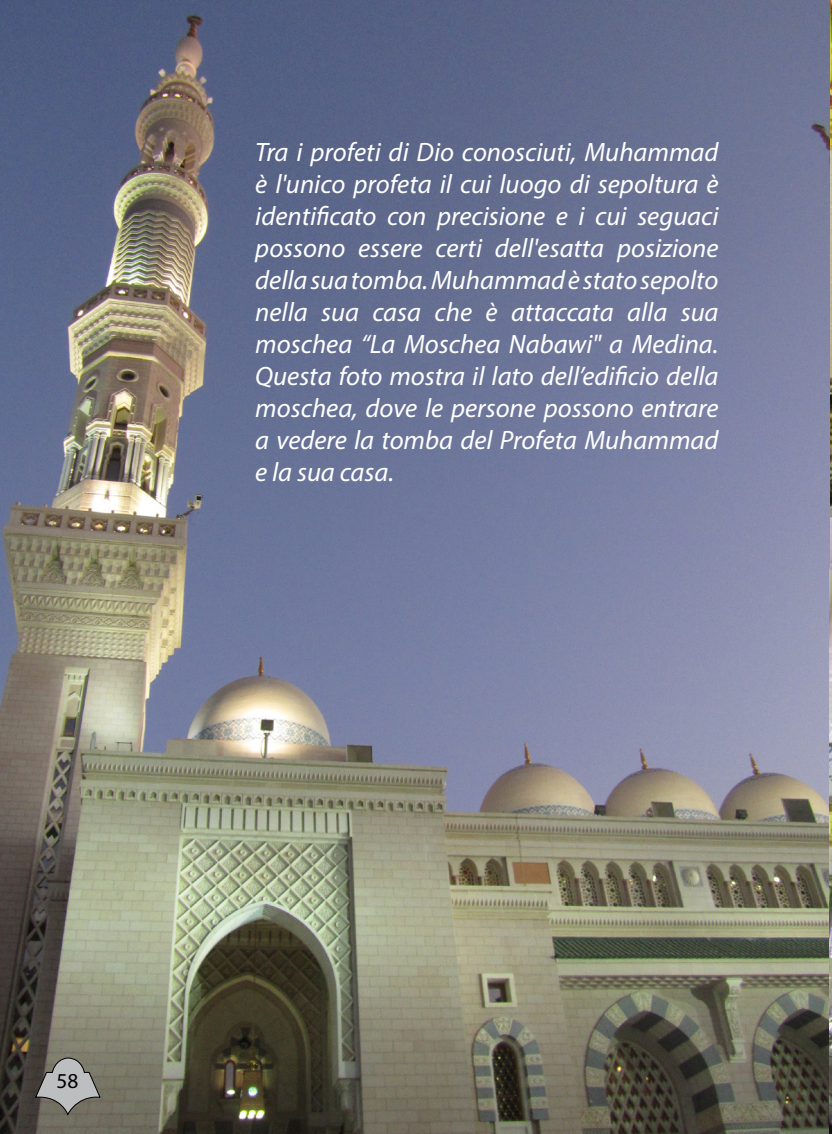 Tra i profeti di Dio conosciuti, Muhammad
è l'unico profeta il cui luogo di sepoltura è
identificato con precisione e i cui seguaci
possono essere certi dell'esatta posizione
della sua tomba. Muhammad è stato sepolto
nella sua casa che è attaccata alla sua
moschea “La Moschea Nabawi" a Medina.
Questa foto mostra il lato dell’edificio della
moschea, dove le persone possono entrare
a vedere la tomba del Profeta Muhammad
e la sua casa.
58